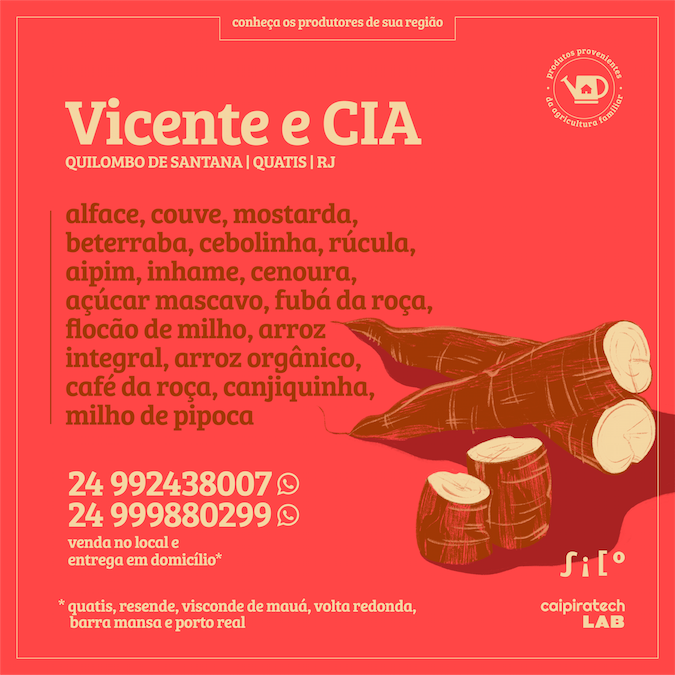 conheça os produtores de sua região
produtos provenientes
da agricultura familiar
Vicente e CIA
QUILOMBO DE SANTANA | QUATIS | RJ
alface, couve, mostarda,
beterraba, cebolinha, rúcula,
aipim, inhame, cenoura,
açúcar mascavo, fubá da roça,
flocão de milho, arroz
integral, arroz orgânico,
café da roça, canjiquinha,
milho de pipoca
24 992438007
24 999880299
venda no local e
entrega em domicílio*
silo
caipiratech
LAB
* quatis, resende, visconde de mauá, volta redonda,
barra mansa e porto real